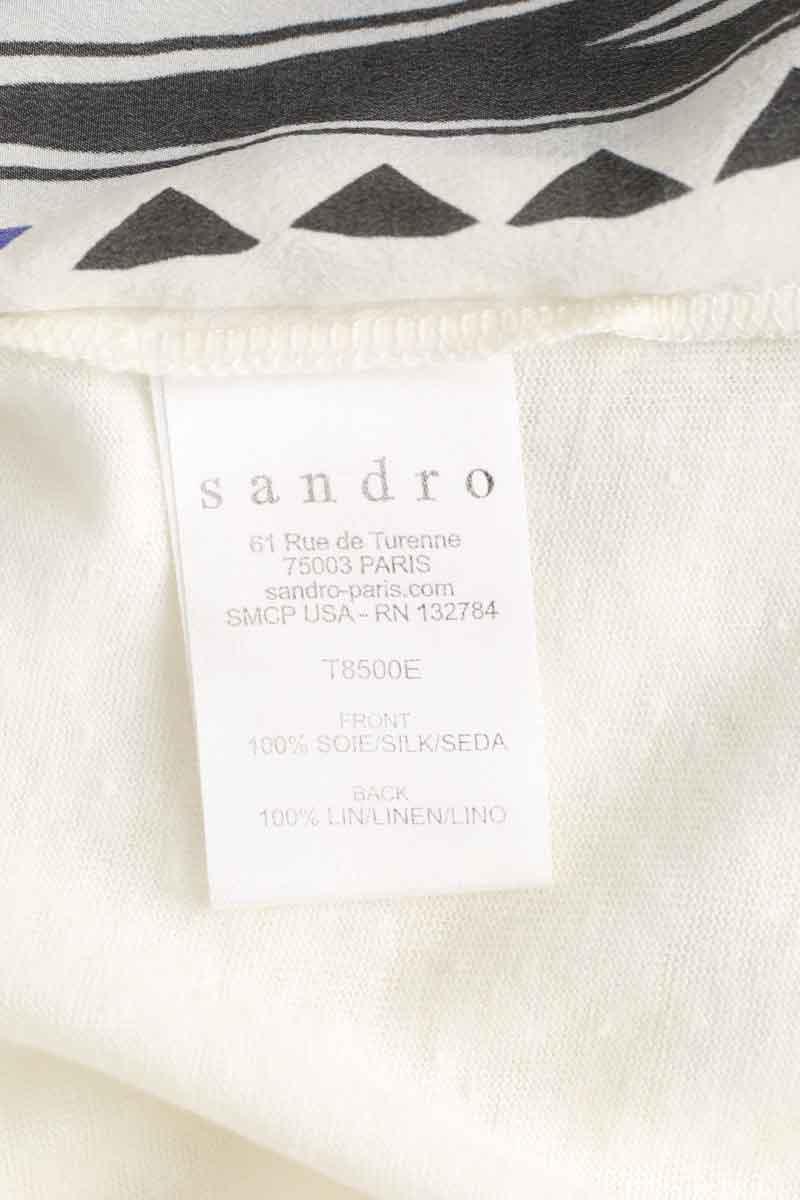 sandro
61 Rue de Turenne
75003 PARIS
sandro-paris.com
SMCP USA - RN 132784
T8500E
FRONT
100% SOIE/SILK/SEDA
BACK
100% LIN/LINEN/LINO